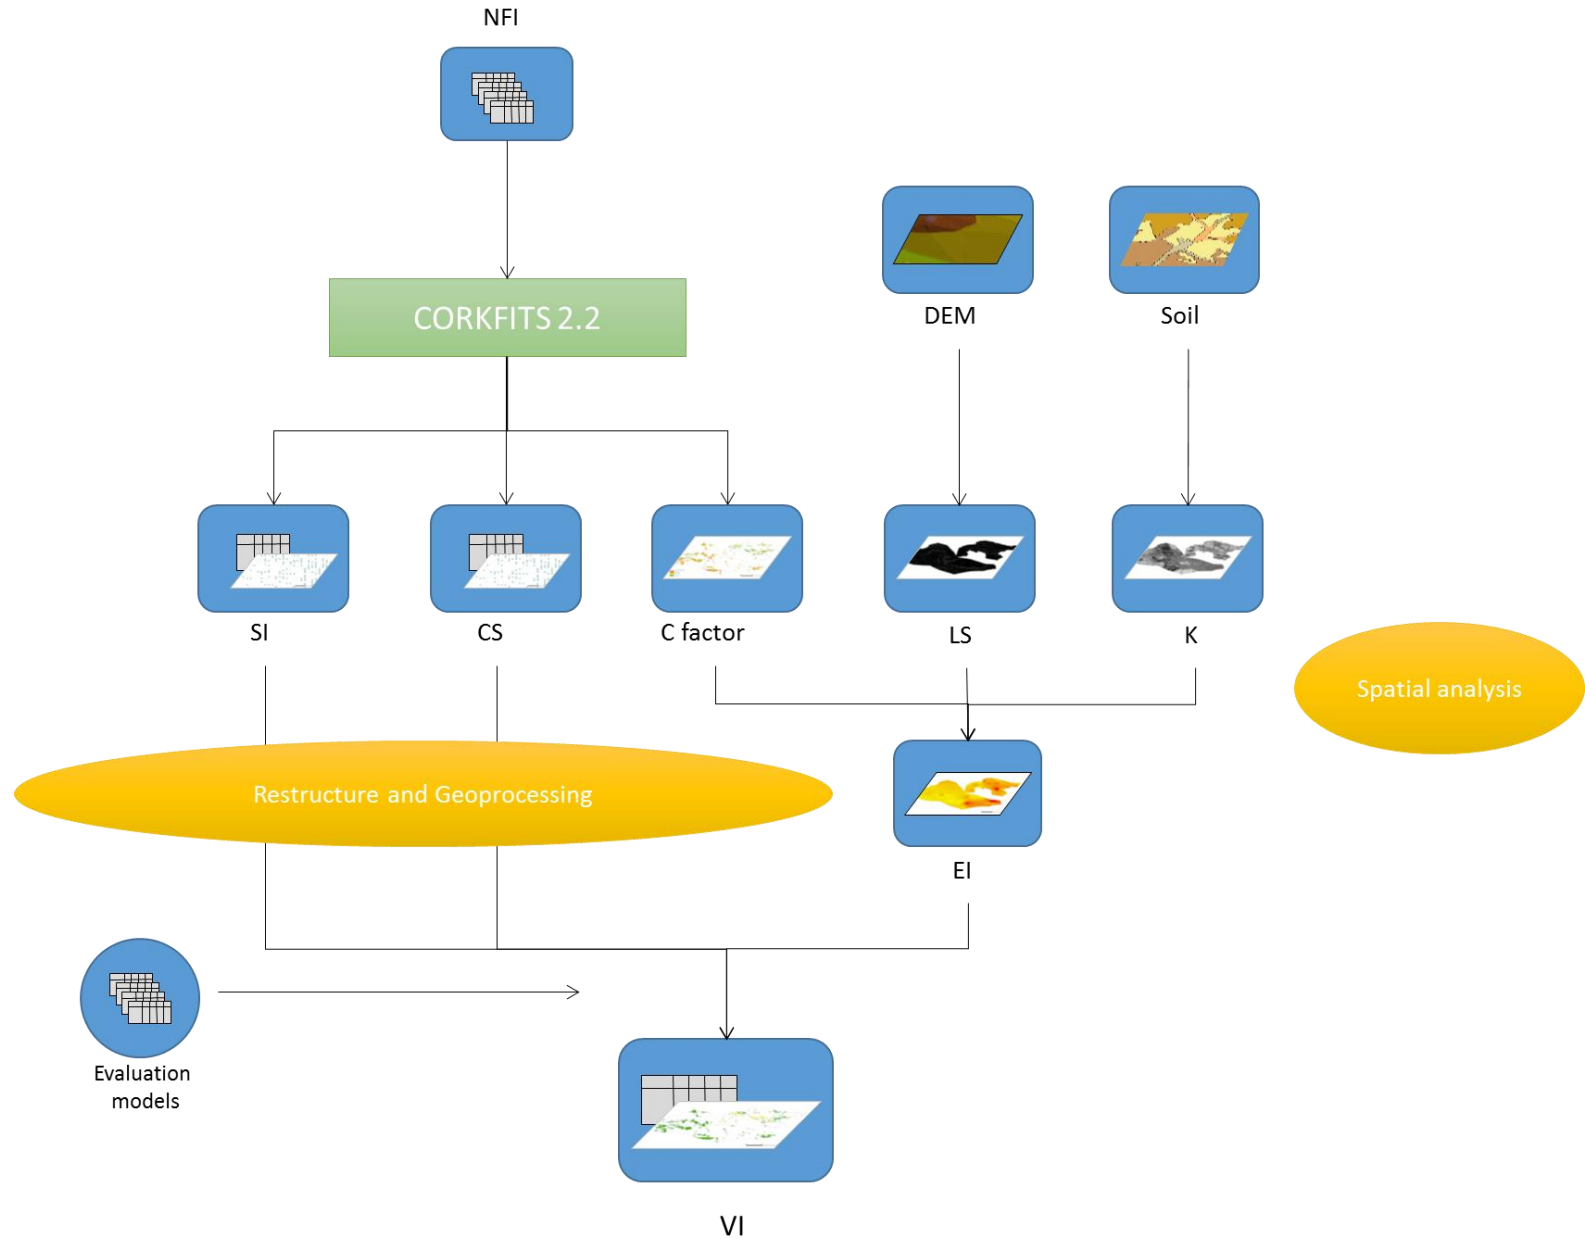 NFI
CORKFITS 2.2
DEM
Soil
SI
CS
C factor
LS
K
Spatial analysis
Restructure and Geoprocessing
EI
Evaluation
models
VI